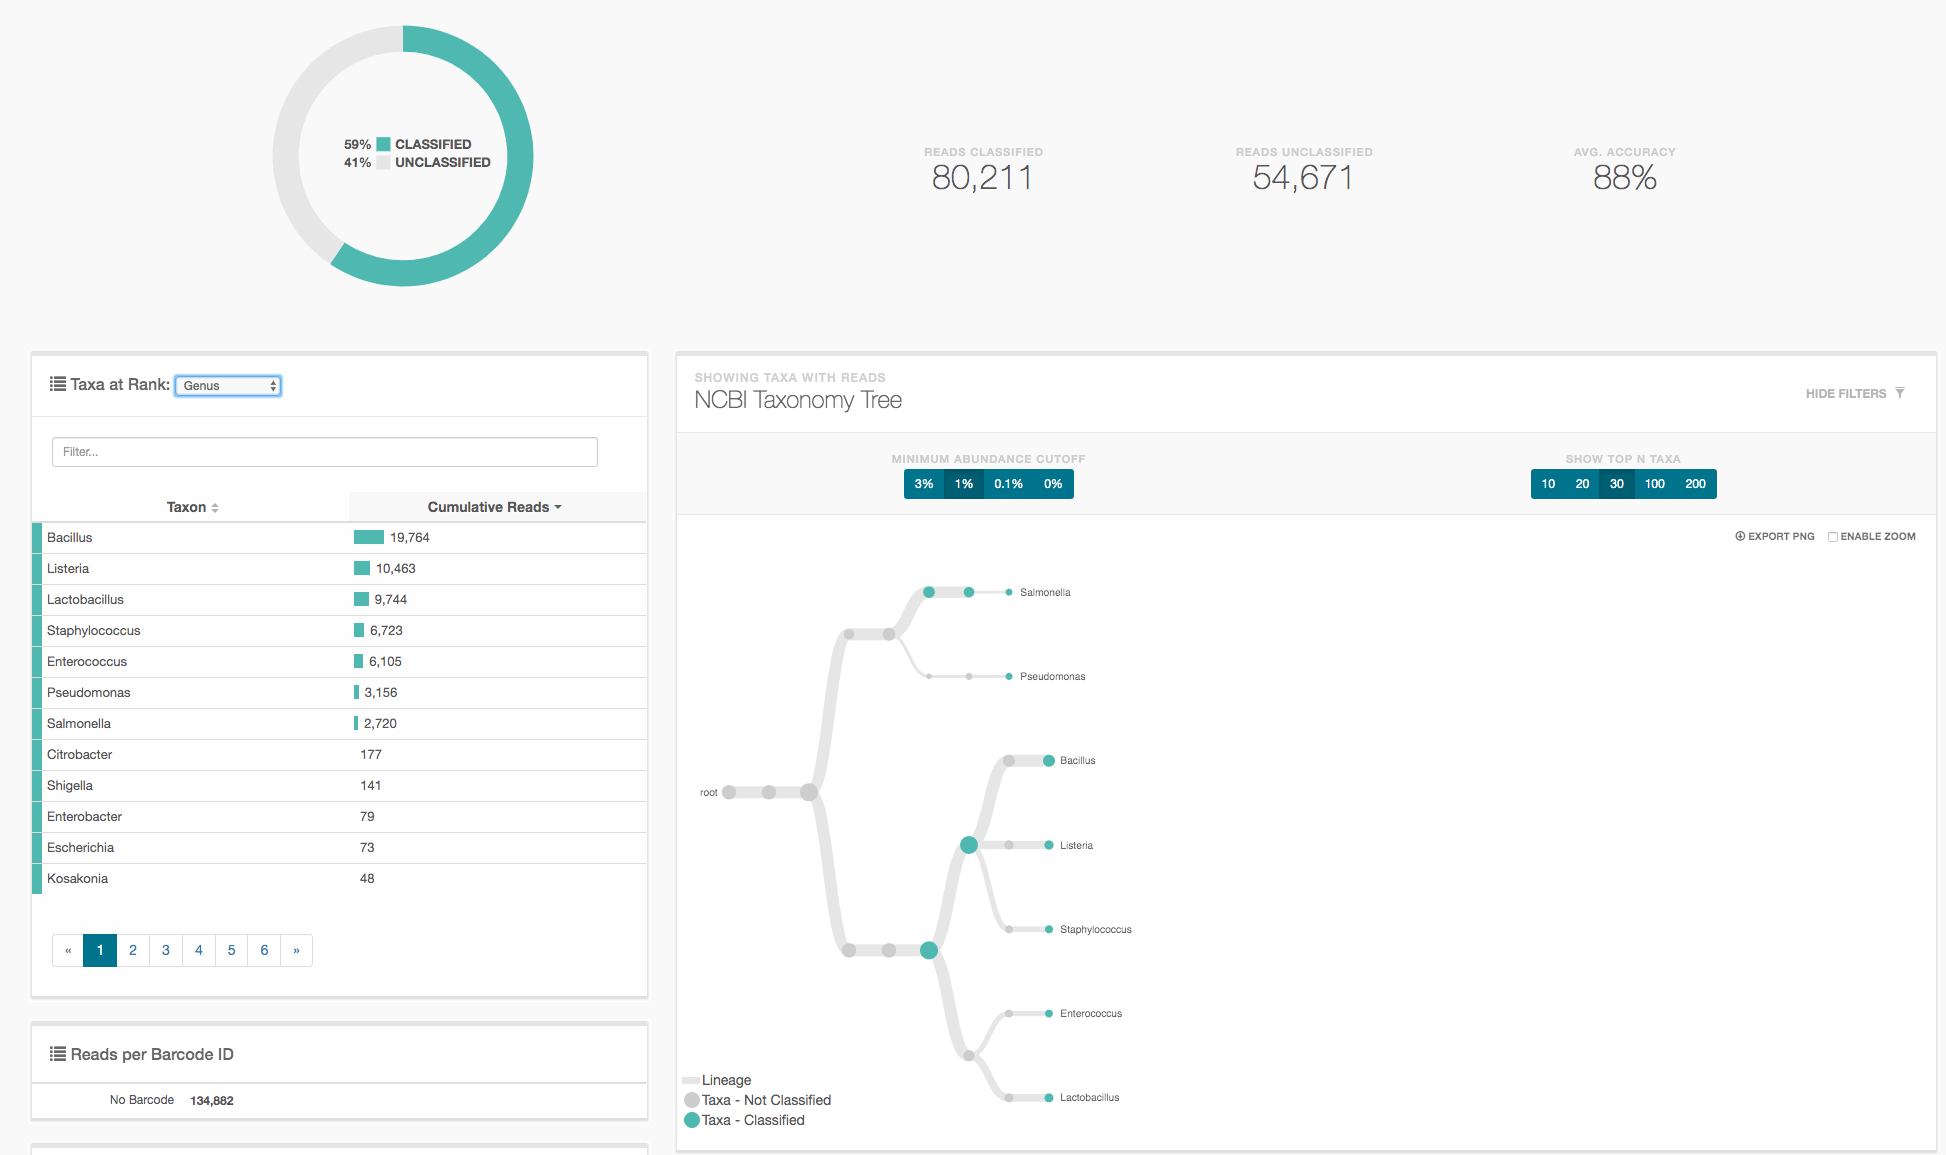 59% CLASSIFIED
41% UNCLASSIFIED
READS CLASSIFIED
80,211
READS UNCLASSIFIED
54,671
AVG. ACCURACY
88%
Taxa at Rank: Genus
Filter...
Taxon Cumulative Reads
Bacillus 19,764
Listeria 10,463
Lactobacillus 9,744
Staphylococcus 6,723
Enterococcus 6,105
Pseudomonas 3,156
Salmonella 2,720
Citrobacter 177
Shigella 141
Enterobacter 79
Escherichia 73
Kosakonia 48
« 1 2 3 4 5 6 »
Reads per Barcode ID
No Barcode 134,882
SHOWING TAXA WITH READS
NCBI Taxonomy Tree
HIDE FILTERS
MINIMUM ABUNDANCE CUTOFF
3% 1% 0.1% 0%
SHOW TOP N TAXA
10 20 30 100 200
EXPORT PNG ENABLE ZOOM
Salmonella
Pseudomonas
Bacillus
root
Listeria
Staphylococcus
Enterococcus
Lactobacillus
Lineage
Taxa - Not Classified
Taxa - Classified